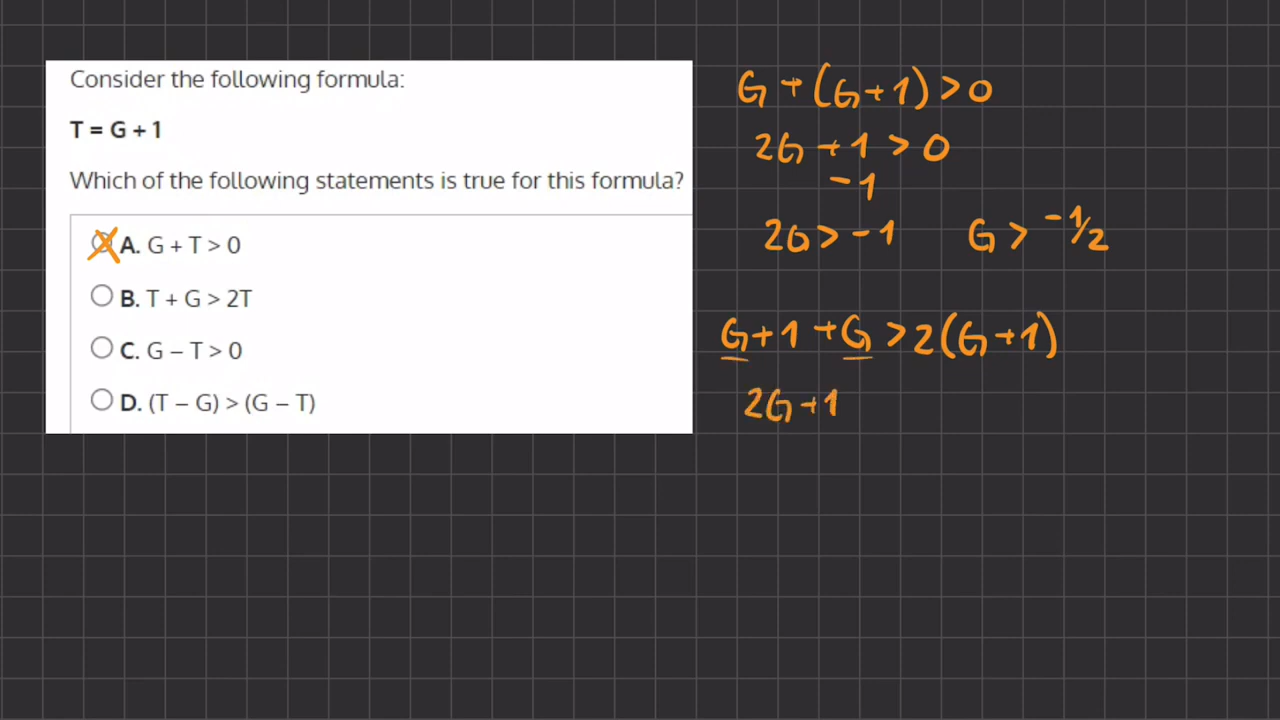 Consider the following formula:
T = G + 1
Which of the following statements is true for this formula?
A. G + T > 0
B. T + G > 2T
C. G – T > 0
D. (T – G) > (G – T)
G + (G+1) > 0
2G + 1 > 0
-1
2G > -1 G > -1/2
G+1 + G > 2(G+1)
2G+1